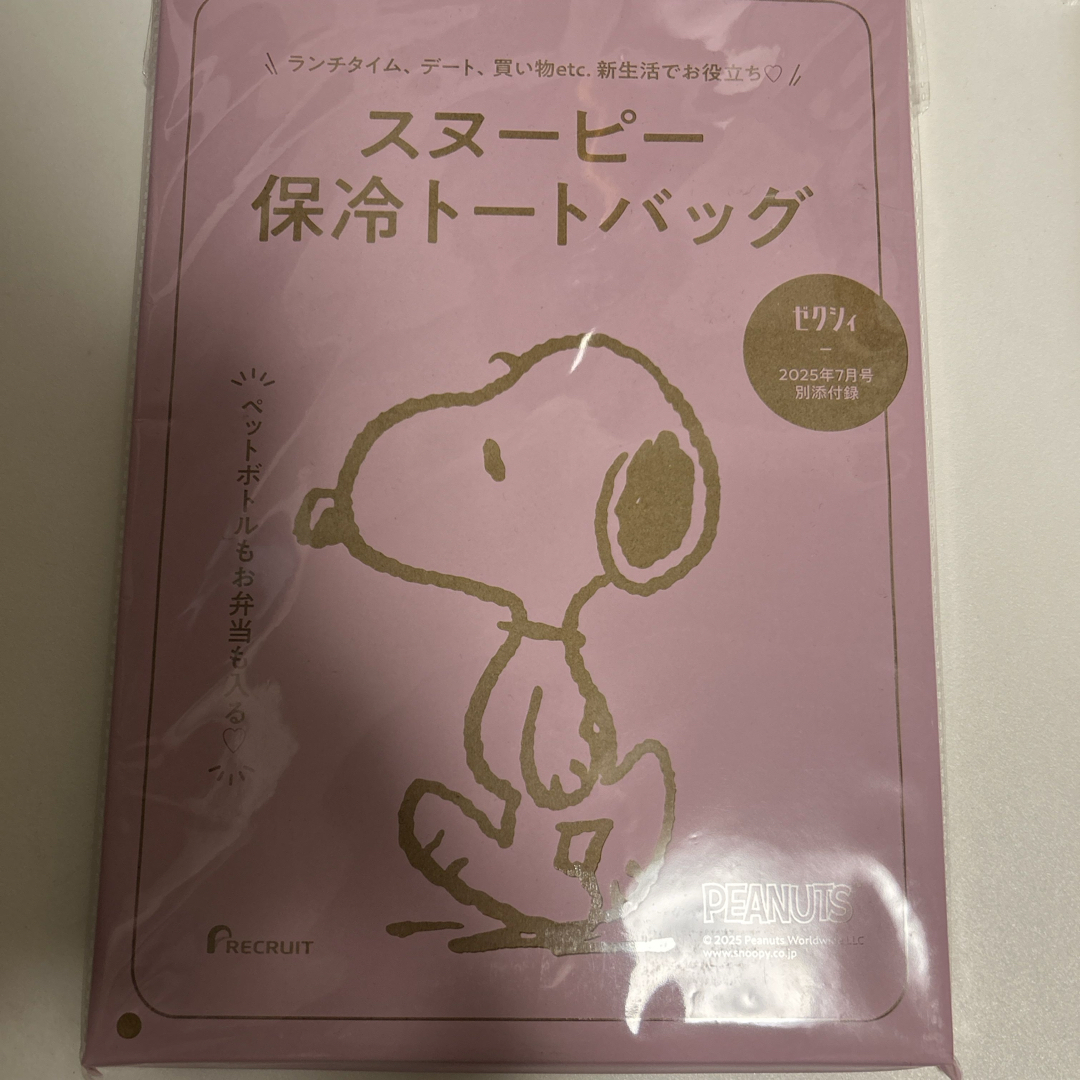 ランチタイム、デート、買い物etc. 新生活でお役立ち♡
スヌーピー
保冷トートバッグ
ゼクシィ
2025年7月号
別添付録
ペットボトルもお弁当も入る♡
RECRUIT
PEANUTS
© 2025 Peanuts Worldwide LLC
www.snoopy.co.jp